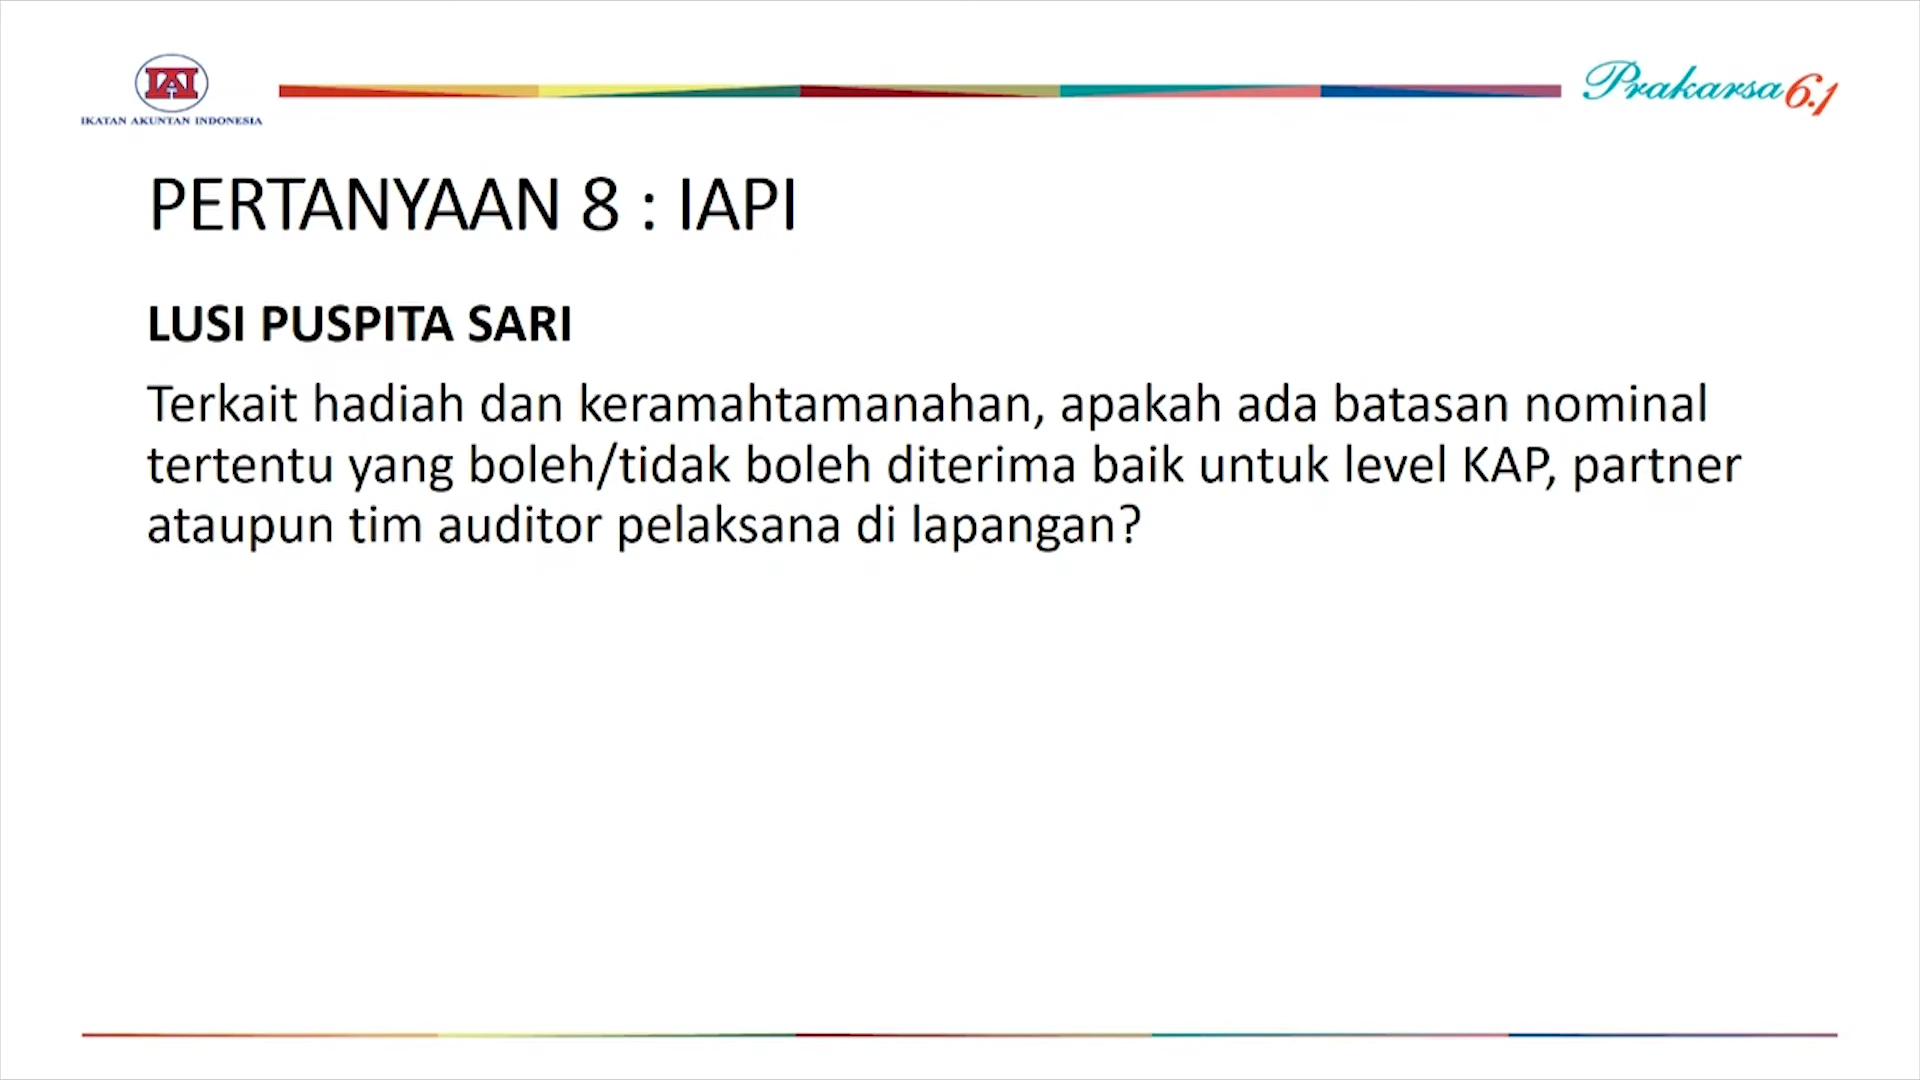 IAI
IKATAN AKUNTAN INDONESIA
Prakarsa 6.1
PERTANYAAN 8 : IAPI
LUSI PUSPITA SARI
Terkait hadiah dan keramahtamanahan, apakah ada batasan nominal
tertentu yang boleh/tidak boleh diterima baik untuk level KAP, partner
ataupun tim auditor pelaksana di lapangan?